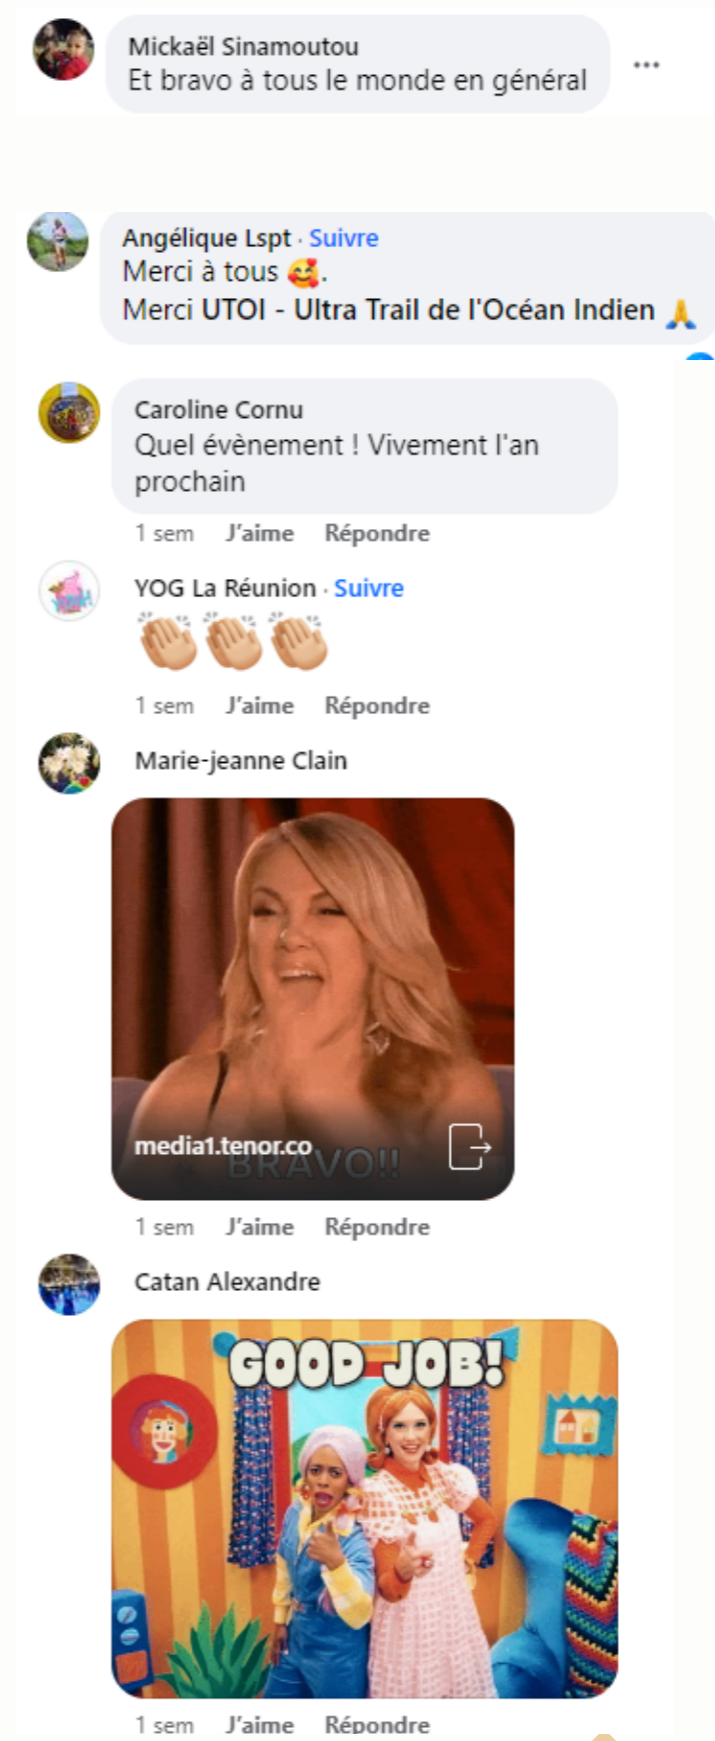 Mickaël Sinamoutou
Et bravo à tous le monde en général
Angélique Lspt · Suivre
Merci à tous 🥰.
Merci UTOI - Ultra Trail de l'Océan Indien 🙏
Caroline Cornu
Quel évènement ! Vivement l'an
prochain
1 sem J'aime Répondre
YOG La Réunion · Suivre
👏🏼👏🏼👏🏼
1 sem J'aime Répondre
Marie-jeanne Clain
media1.tenor.co
BRAVO!!
1 sem J'aime Répondre
Catan Alexandre
GOOD JOB!
1 sem J'aime Répondre